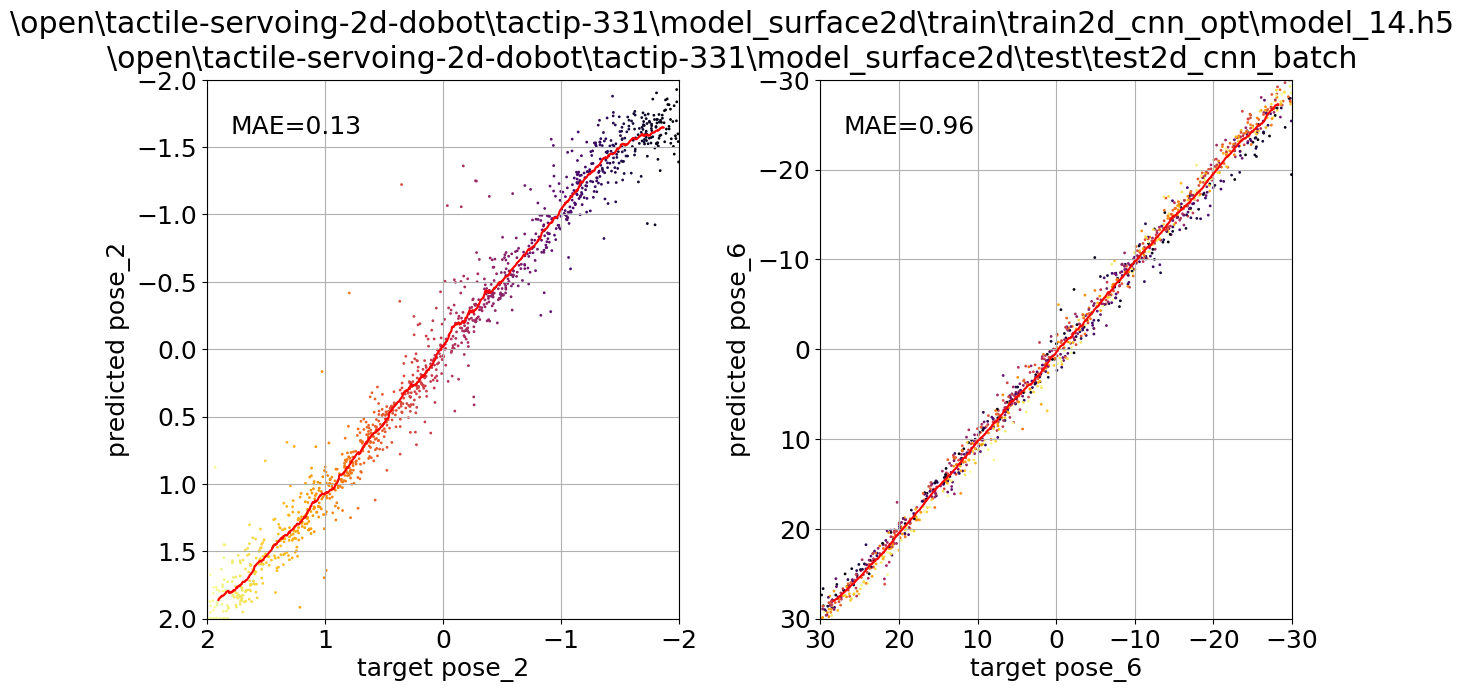 \open\tactile-servoing-2d-dobot\tactip-331\model_surface2d\train\train2d_cnn_opt\model_14.h5
\open\tactile-servoing-2d-dobot\tactip-331\model_surface2d\test\test2d_cnn_batch
MAE=0.13
predicted pose_2
−2.0
−1.5
−1.0
−0.5
0.0
0.5
1.0
1.5
2.0
2 1 0 −1 −2
target pose_2
MAE=0.96
predicted pose_6
−30
−20
−10
0
10
20
30
30 20 10 0 −10 −20 −30
target pose_6